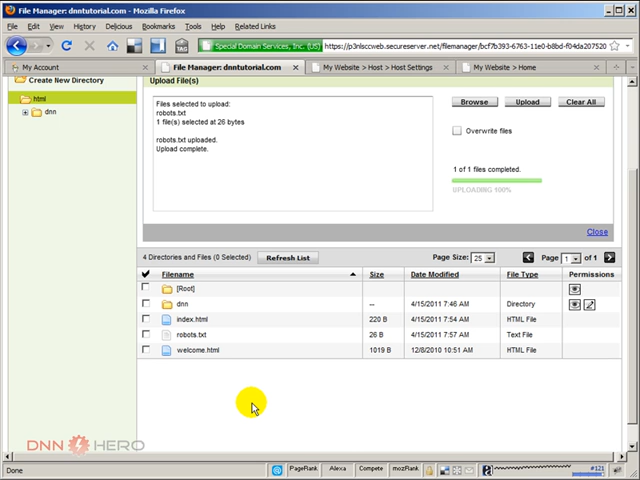 File Manager: dnntutorial.com - Mozilla Firefox
File Edit View History Delicious Bookmarks Tools Help Related Links
TAG
Special Domain Services, Inc. (US) https://p3nlsccweb.secureserver.net/filemanager/bcf7b393-6763-11e0-b8bd-f04da207520
My Account
File Manager: dnntutorial.com
My Website > Host > Host Settings
My Website > Home
Create New Directory
html
dnn
Upload File(s)
Files selected to upload:
robots.txt
1 file(s) selected at 26 bytes
robots.txt uploaded.
Upload complete.
Browse Upload Clear All
Overwrite files
1 of 1 files completed.
UPLOADING 100%
Close
4 Directories and Files (0 Selected) Refresh List Page Size: 25 Page 1 of 1
Filename Size Date Modified File Type Permissions
[Root]
dnn -- 4/15/2011 7:46 AM Directory
index.html 220 B 4/15/2011 7:54 AM HTML File
robots.txt 26 B 4/15/2011 7:57 AM Text File
welcome.html 1019 B 12/8/2010 10:51 AM HTML File
DNN HERO
Done PageRank Alexa Compete mozRank #121